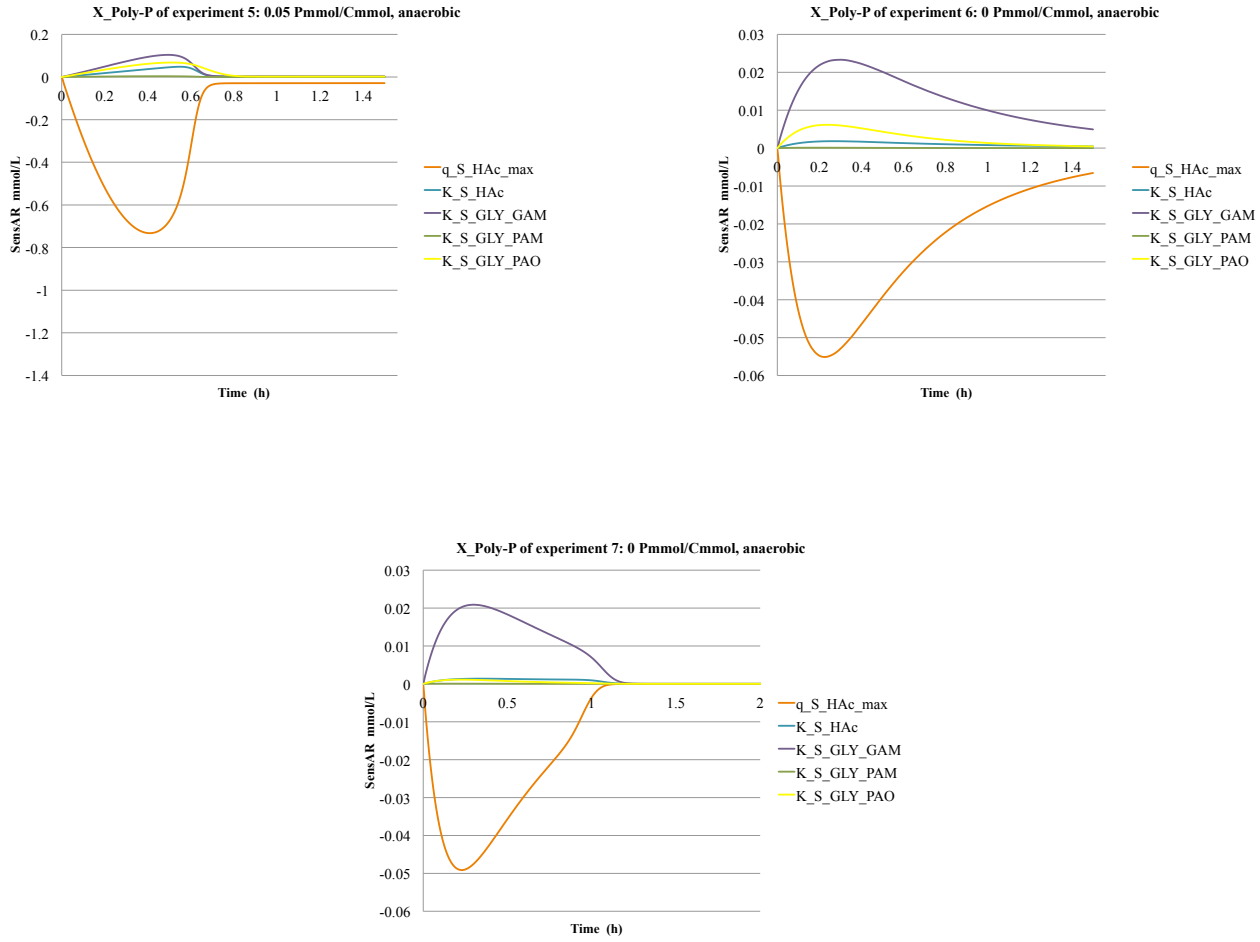 X_Poly-P of experiment 5: 0.05 Pmmol/Cmmol, anaerobic
0.2
0
-0.2
-0.4
-0.6
-0.8
-1
-1.2
-1.4
0 0.2 0.4 0.6 0.8 1 1.2 1.4
SensAR mmol/L
Time (h)
q_S_HAc_max
K_S_HAc
K_S_GLY_GAM
K_S_GLY_PAM
K_S_GLY_PAO
X_Poly-P of experiment 6: 0 Pmmol/Cmmol, anaerobic
0.03
0.02
0.01
0
-0.01
-0.02
-0.03
-0.04
-0.05
-0.06
0 0.2 0.4 0.6 0.8 1 1.2 1.4
SensAR mmol/L
Time (h)
q_S_HAc_max
K_S_HAc
K_S_GLY_GAM
K_S_GLY_PAM
K_S_GLY_PAO
X_Poly-P of experiment 7: 0 Pmmol/Cmmol, anaerobic
0.03
0.02
0.01
0
-0.01
-0.02
-0.03
-0.04
-0.05
-0.06
0 0.5 1 1.5 2
SensAR mmol/L
Time (h)
q_S_HAc_max
K_S_HAc
K_S_GLY_GAM
K_S_GLY_PAM
K_S_GLY_PAO